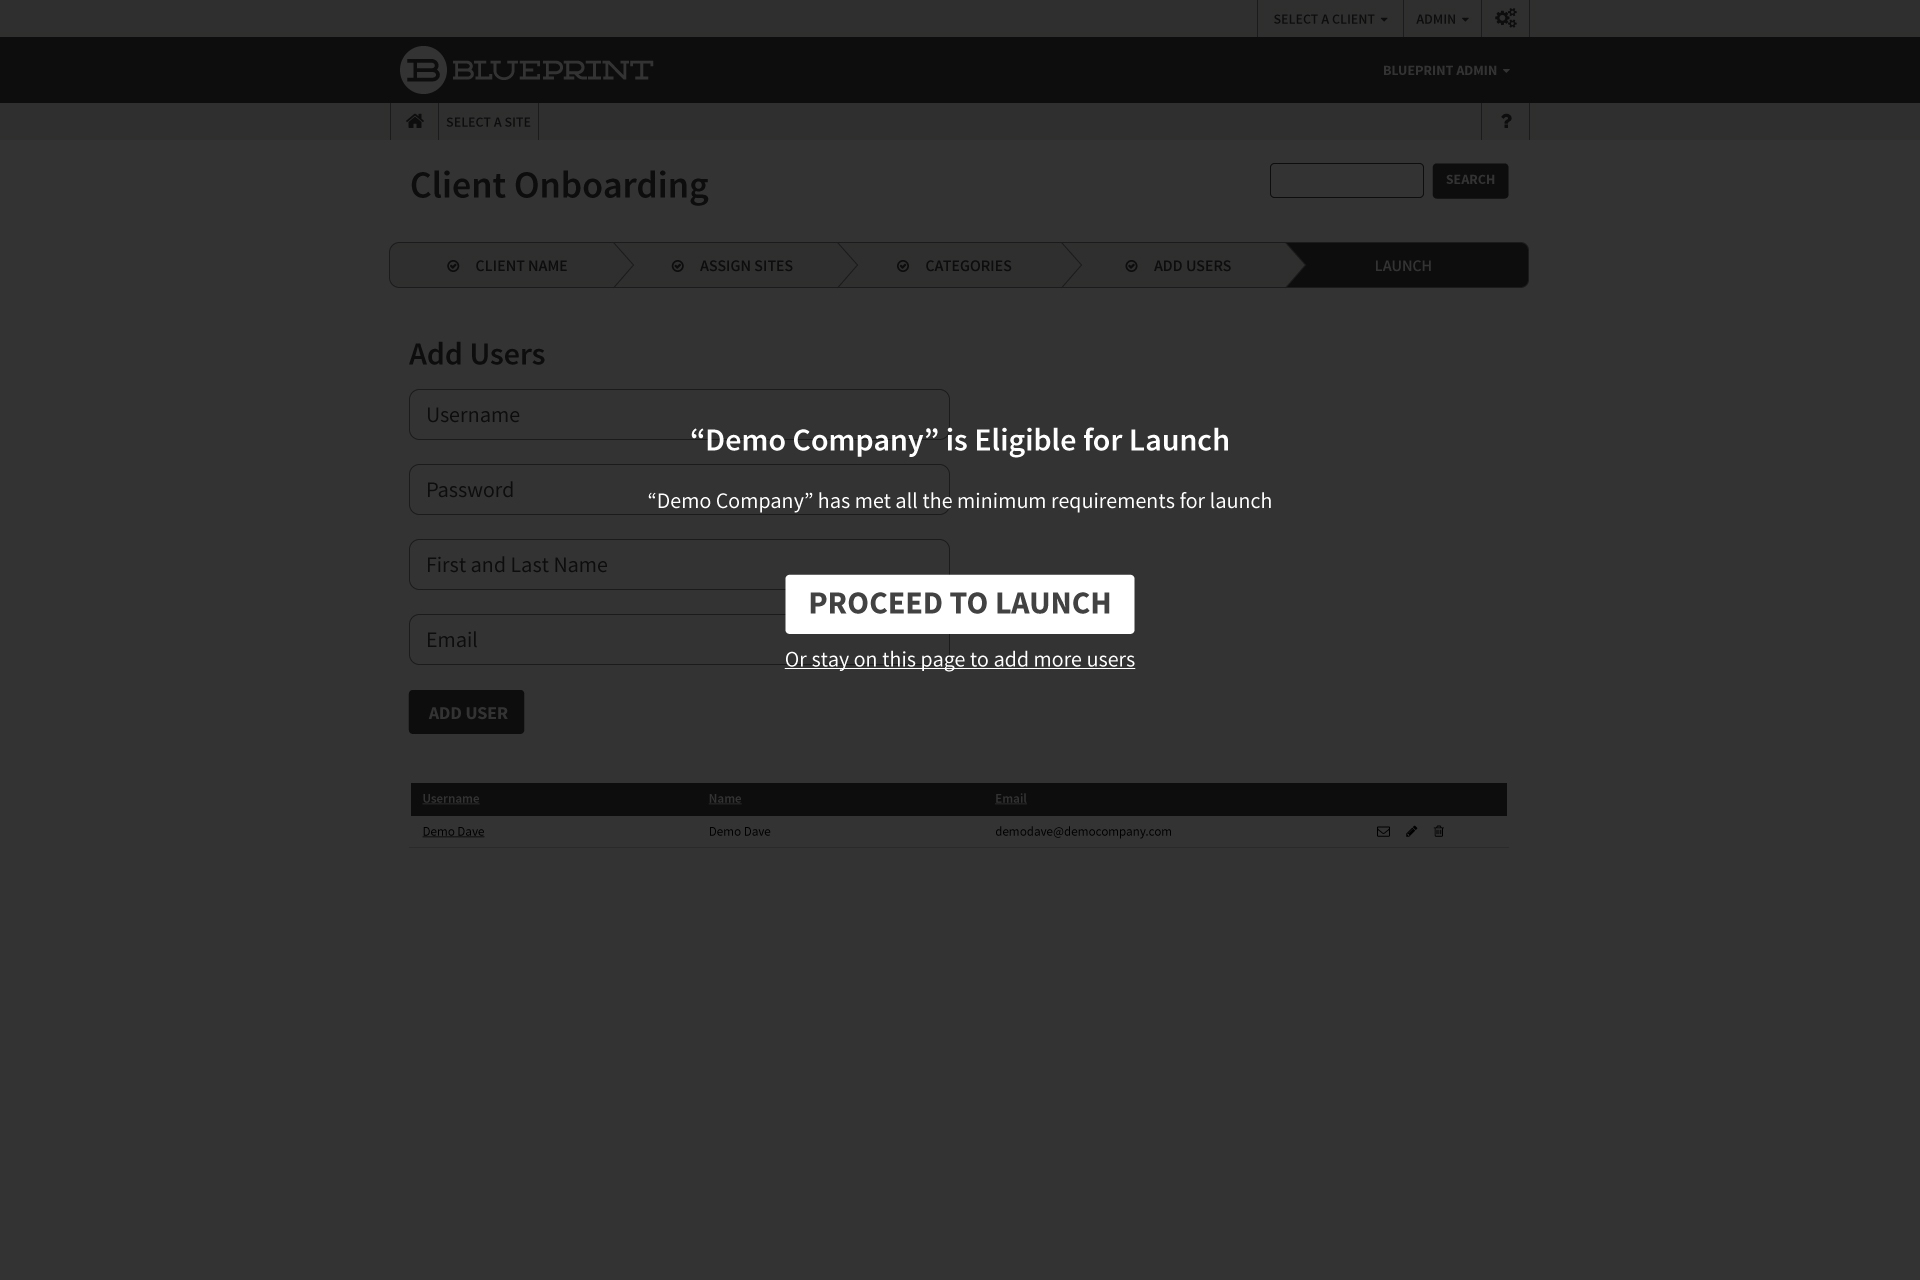 SELECT A CLIENT ADMIN
BLUEPRINT
BLUEPRINT ADMIN
SELECT A SITE ?
Client Onboarding
SEARCH
CLIENT NAME ASSIGN SITES CATEGORIES ADD USERS LAUNCH
Add Users
Username
“Demo Company” is Eligible for Launch
Password
“Demo Company” has met all the minimum requirements for launch
First and Last Name
PROCEED TO LAUNCH
Email
Or stay on this page to add more users
ADD USER
Username Name Email
Demo Dave Demo Dave demodave@democompany.com